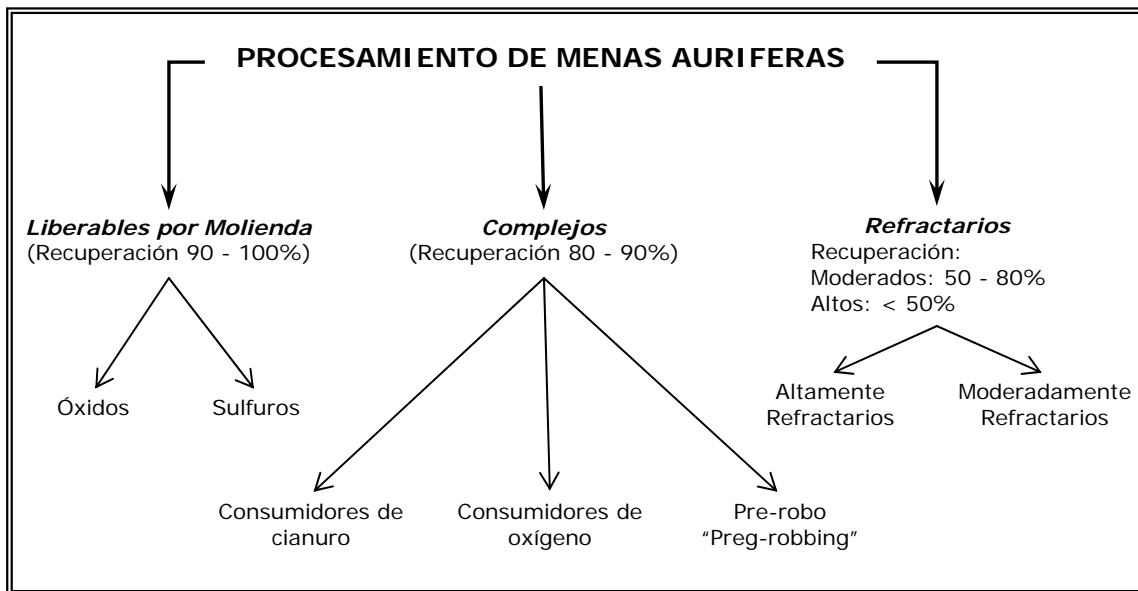 PROCESAMIENTO DE MENAS AURIFERAS
Liberables por Molienda
(Recuperación 90 - 100%)
Óxidos
Sulfuros
Complejos
(Recuperación 80 - 90%)
Consumidores de
cianuro
Consumidores de
oxígeno
Pre-robo
“Preg-robbing”
Refractarios
Recuperación:
Moderados: 50 - 80%
Altos: < 50%
Altamente
Refractarios
Moderadamente
Refractarios